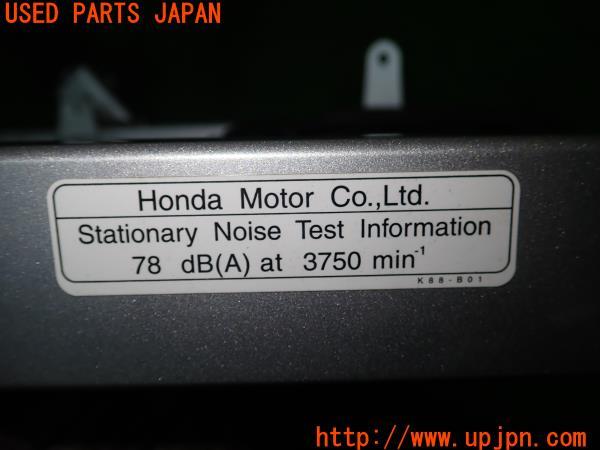 USED PARTS JAPAN
Honda Motor Co.,Ltd.
Stationary Noise Test Information
78 dB(A) at 3750 min⁻¹
K88-B01
http://www.upjpn.com/